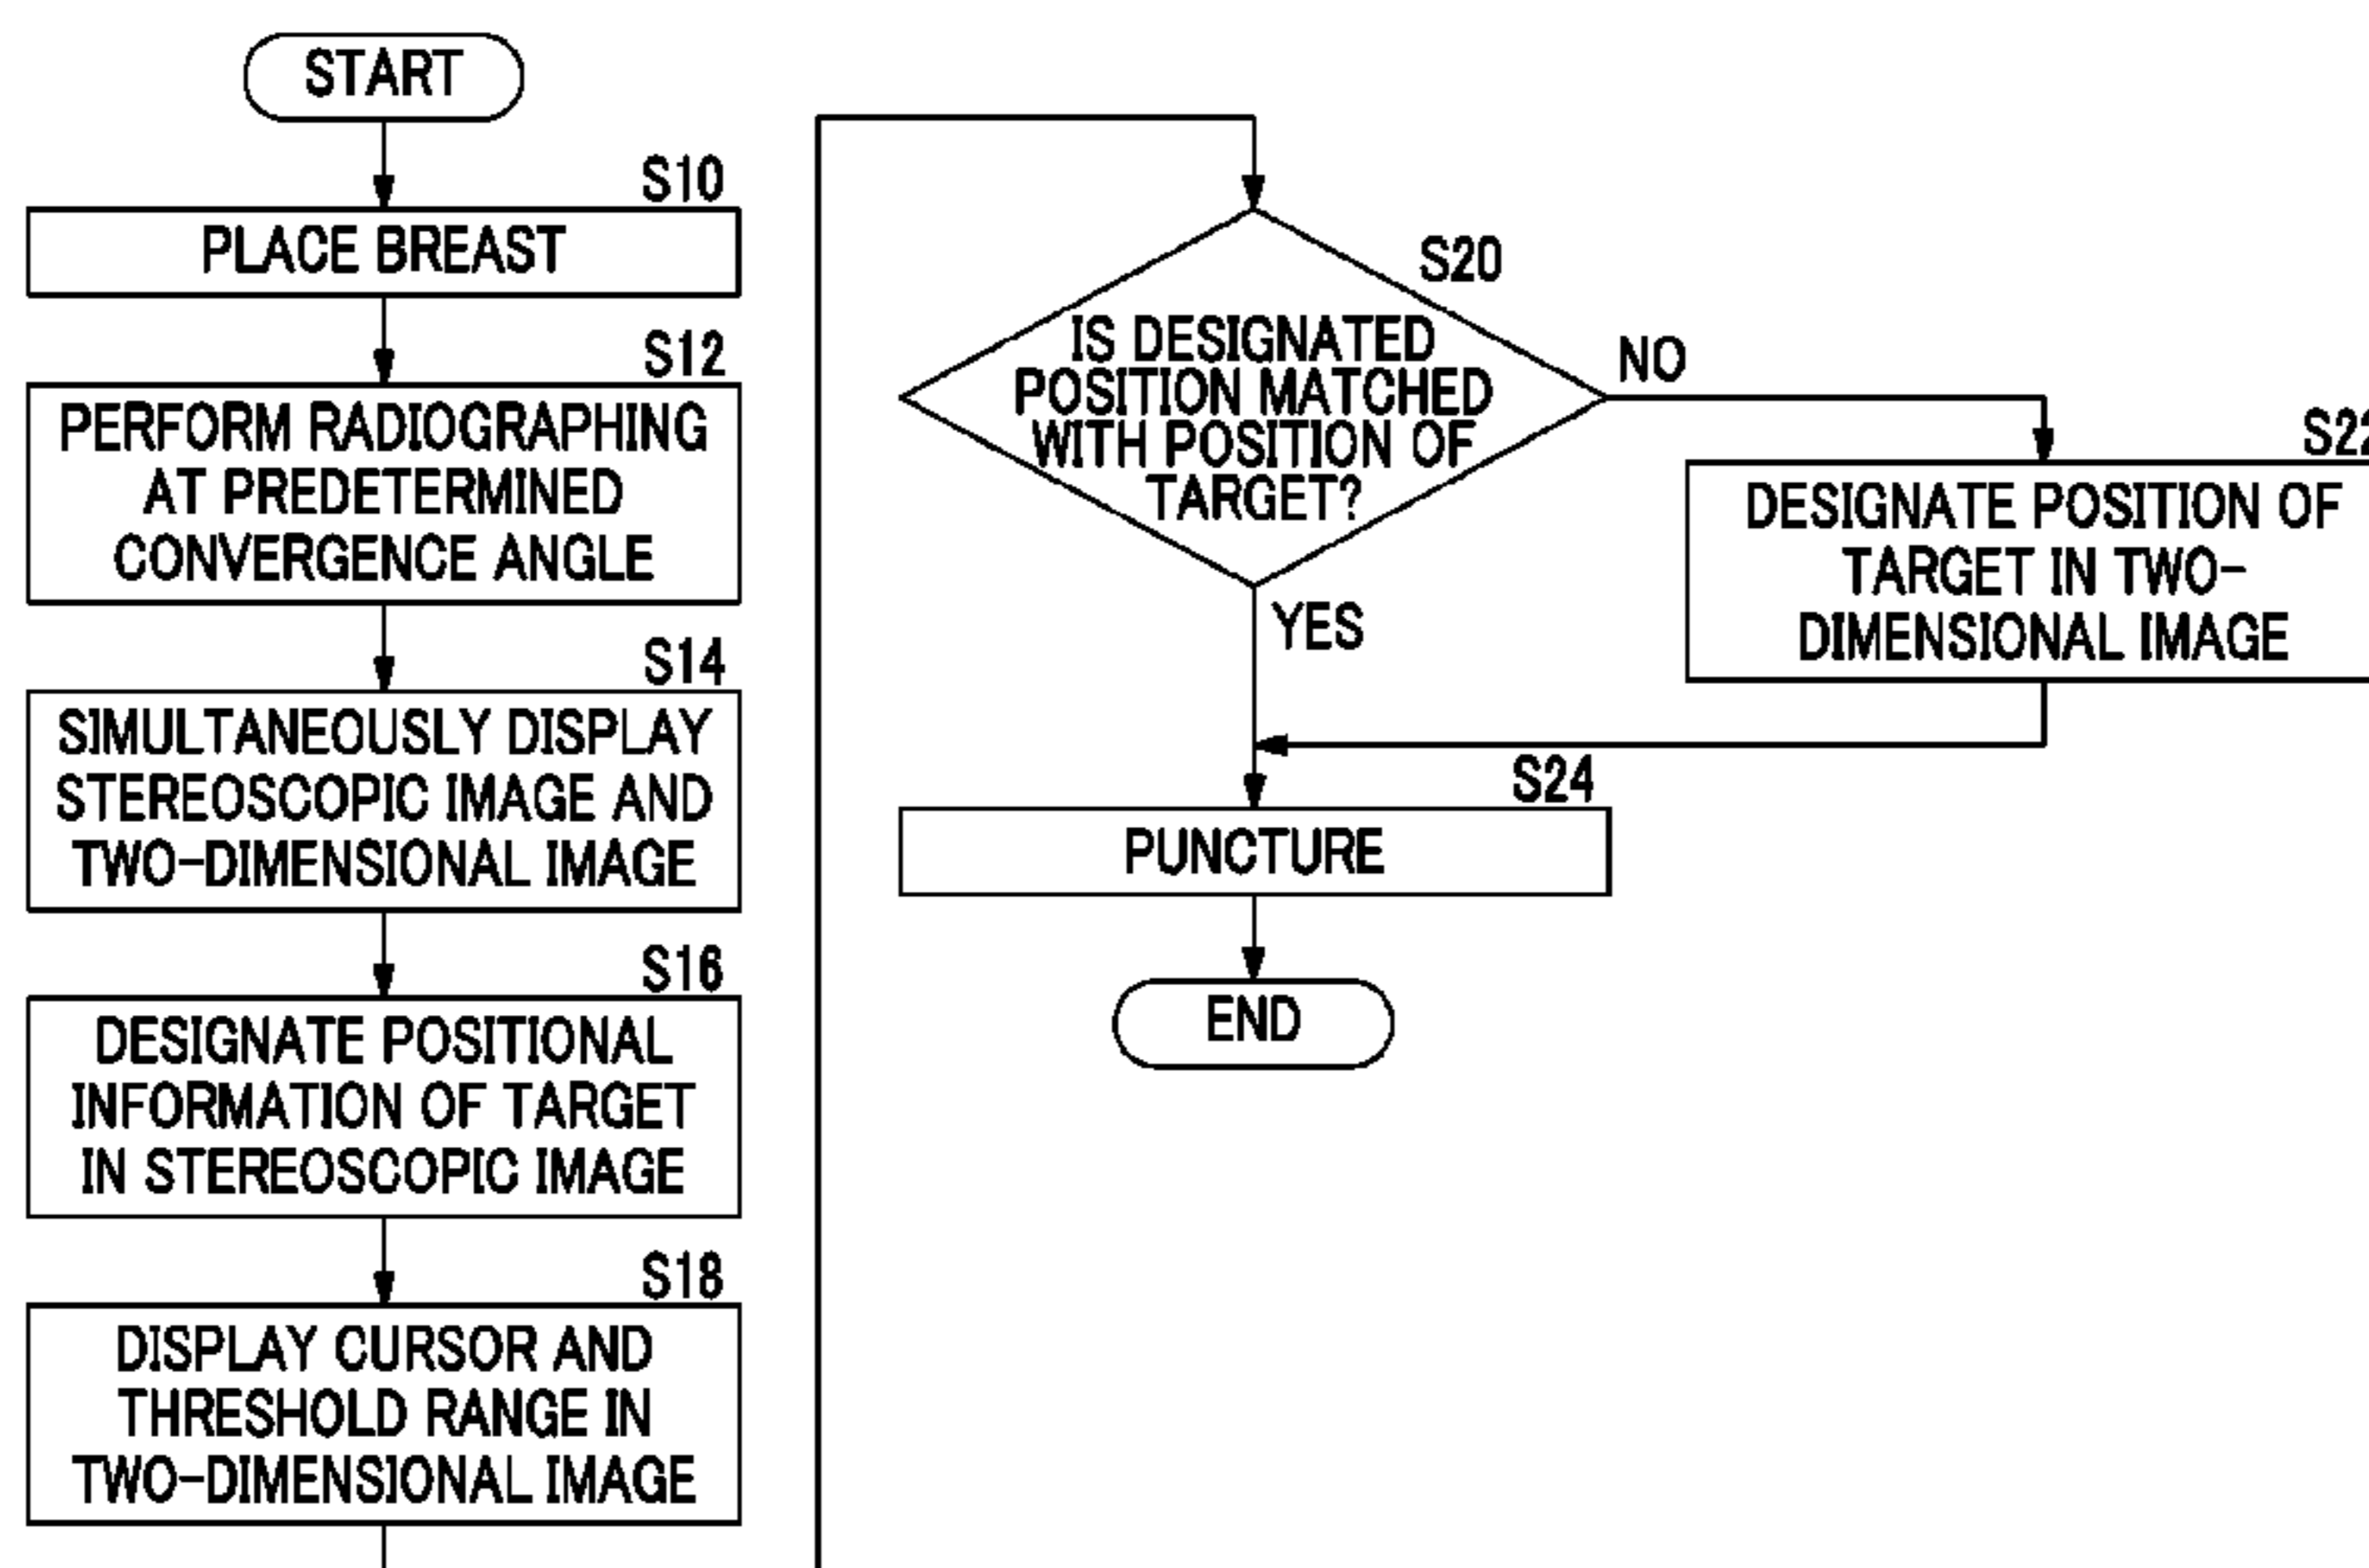 START
S10
PLACE BREAST
S12
PERFORM RADIOGRAPHING
AT PREDETERMINED
CONVERGENCE ANGLE
S14
SIMULTANEOUSLY DISPLAY
STEREOSCOPIC IMAGE AND
TWO-DIMENSIONAL IMAGE
S16
DESIGNATE POSITIONAL
INFORMATION OF TARGET
IN STEREOSCOPIC IMAGE
S18
DISPLAY CURSOR AND
THRESHOLD RANGE IN
TWO-DIMENSIONAL IMAGE
S20
IS DESIGNATED
POSITION MATCHED
WITH POSITION OF
TARGET?
NO
YES
S22
DESIGNATE POSITION OF
TARGET IN TWO-
DIMENSIONAL IMAGE
S24
PUNCTURE
END